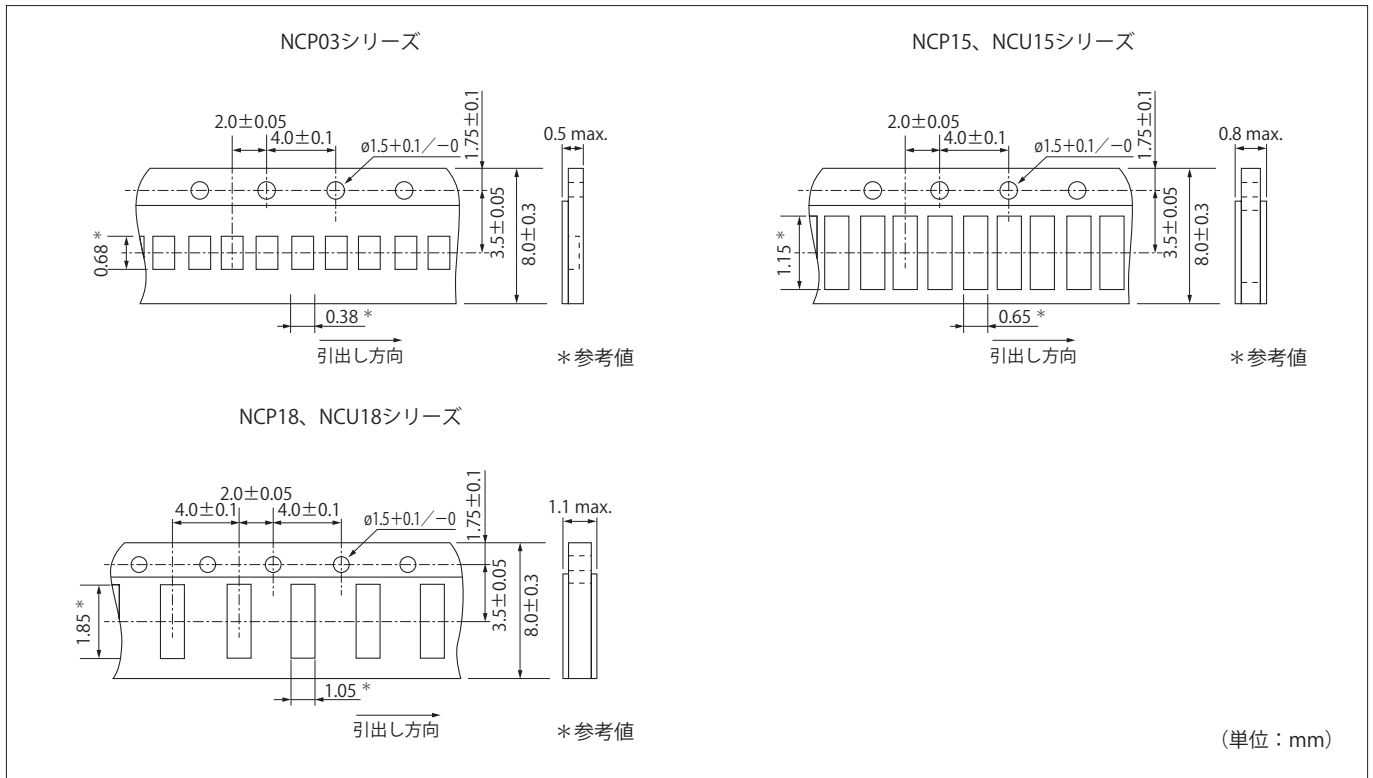 NCP03シリーズ
2.0±0.05
4.0±0.1
ø1.5+0.1／−0
1.75±0.1
0.5 max.
3.5±0.05
8.0±0.3
0.68 *
0.38 *
引出し方向
＊参考値
NCP15、NCU15シリーズ
2.0±0.05
4.0±0.1
ø1.5+0.1／−0
1.75±0.1
0.8 max.
3.5±0.05
8.0±0.3
1.15 *
0.65 *
引出し方向
＊参考値
NCP18、NCU18シリーズ
2.0±0.05
4.0±0.1
4.0±0.1
ø1.5+0.1／−0
1.75±0.1
1.1 max.
3.5±0.05
8.0±0.3
1.85 *
1.05 *
引出し方向
＊参考値
（単位：mm）